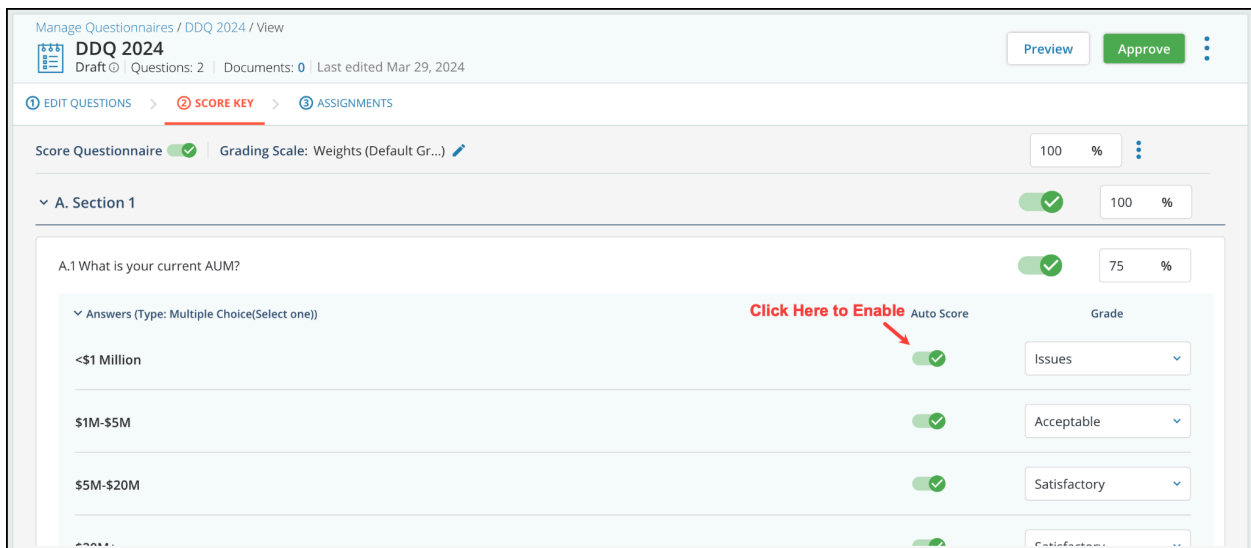 Manage Questionnaires / DDQ 2024 / View
DDQ 2024
Draft Questions: 2 Documents: 0 Last edited Mar 29, 2024
Preview
Approve
1 EDIT QUESTIONS
2 SCORE KEY
3 ASSIGNMENTS
Score Questionnaire
Grading Scale: Weights (Default Gr...)
100 %
A. Section 1
100 %
A.1 What is your current AUM?
75 %
Answers (Type: Multiple Choice(Select one))
Click Here to Enable
Auto Score
Grade
<$1 Million
Issues
$1M-$5M
Acceptable
$5M-$20M
Satisfactory
$20M+
Satisfactory